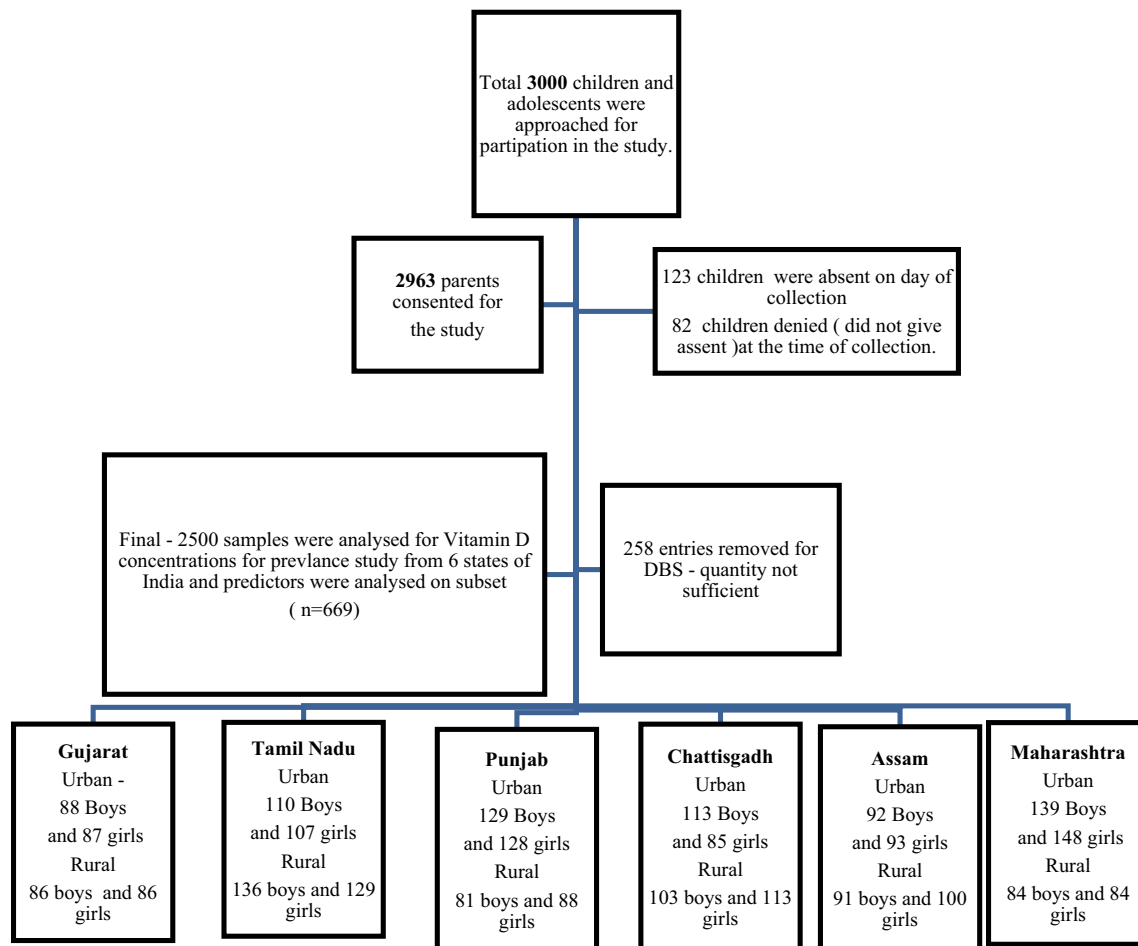 Total 3000 children and
adolescents were
approached for
partipation in the study.
2963 parents
consented for
the study
123 children were absent on day of
collection
82 children denied ( did not give
assent )at the time of collection.
Final - 2500 samples were analysed for Vitamin D
concentrations for prevlance study from 6 states of
India and predictors were analysed on subset
( n=669)
258 entries removed for
DBS - quantity not
sufficient
Gujarat
Urban -
88 Boys
and 87 girls
Rural
86 boys and 86
girls
Tamil Nadu
Urban
110 Boys
and 107 girls
Rural
136 boys and 129
girls
Punjab
Urban
129 Boys
and 128 girls
Rural
81 boys and 88
girls
Chattisgadh
Urban
113 Boys
and 85 girls
Rural
103 boys and 113
girls
Assam
Urban
92 Boys
and 93 girls
Rural
91 boys and 100
girls
Maharashtra
Urban
139 Boys
and 148 girls
Rural
84 boys and 84
girls